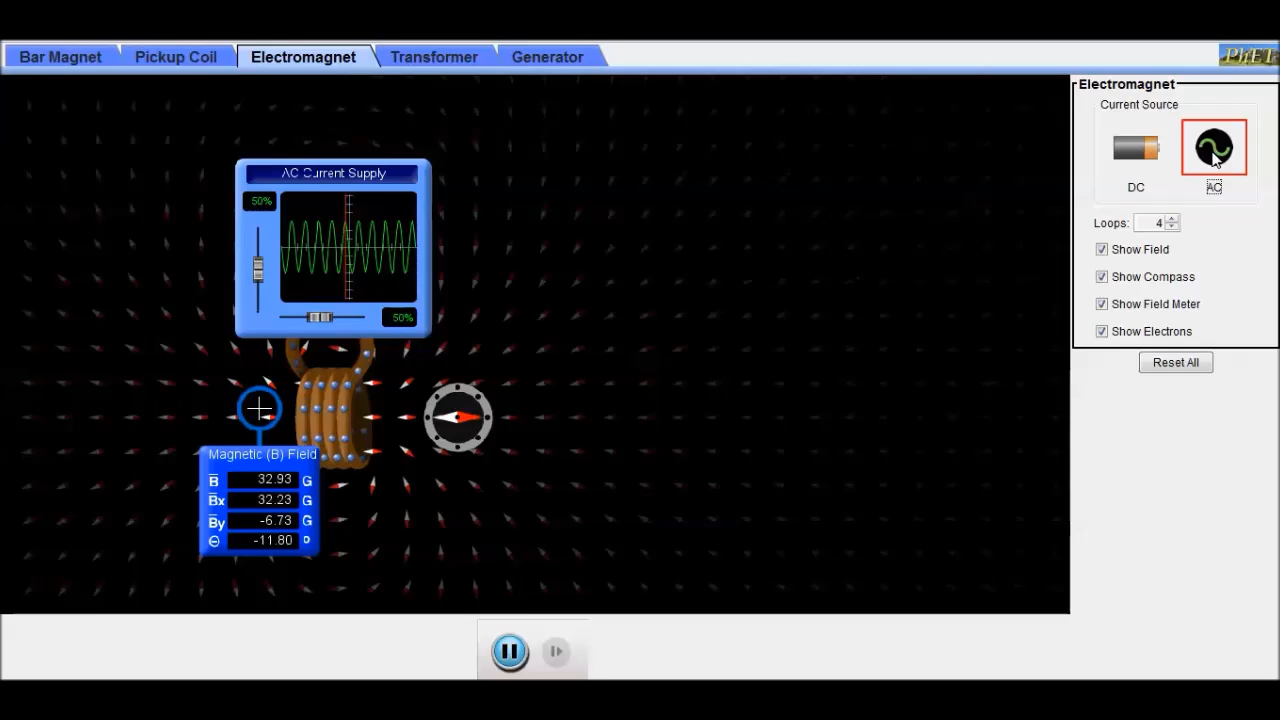 Bar Magnet
Pickup Coil
Electromagnet
Transformer
Generator
PhET
Electromagnet
Current Source
DC
AC
Loops: 4
Show Field
Show Compass
Show Field Meter
Show Electrons
Reset All
AC Current Supply
50%
50%
Magnetic (B) Field
B 32.93 G
Bx 32.23 G
By -6.73 G
Θ -11.80 º